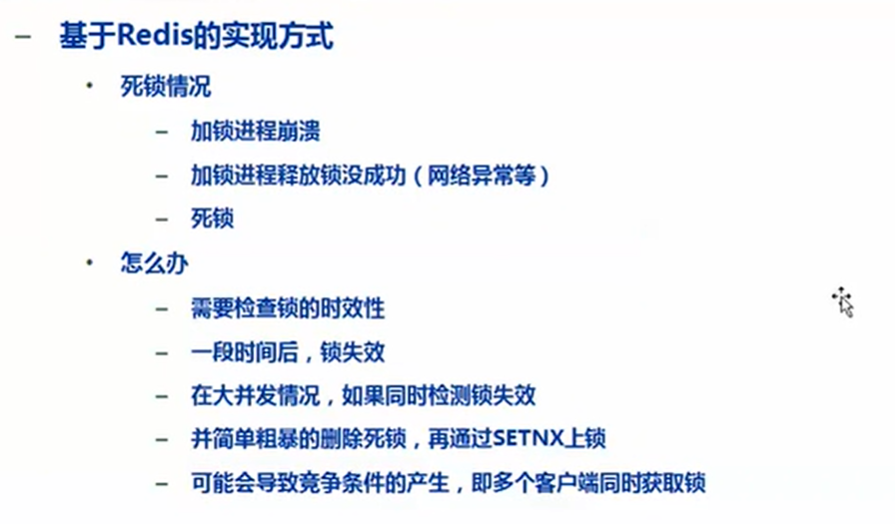 – 基于Redis的实现方式
• 死锁情况
– 加锁进程崩溃
– 加锁进程释放锁没成功（网络异常等）
– 死锁
• 怎么办
– 需要检查锁的时效性
– 一段时间后，锁失效
– 在大并发情况，如果同时检测锁失效
– 并简单粗暴的删除死锁，再通过SETNX上锁
– 可能会导致竞争条件的产生，即多个客户端同时获取锁